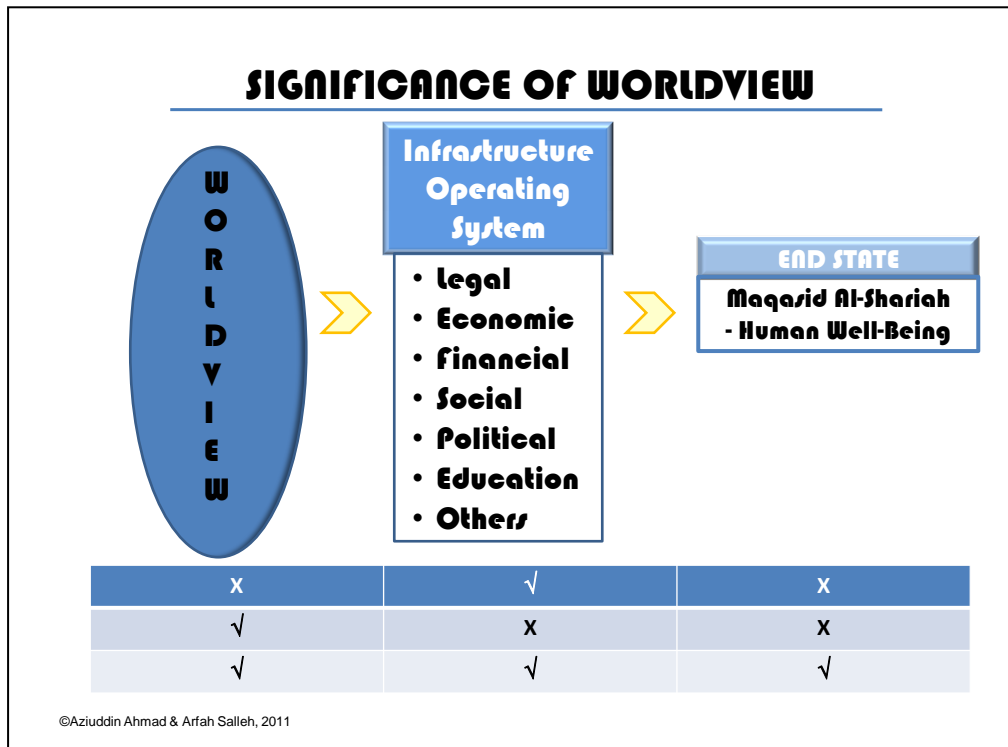 SIGNIFICANCE OF WORLDVIEW
WORLDVIEW
Infrastructure
Operating
System
• Legal
• Economic
• Financial
• Social
• Political
• Education
• Others
END STATE
Maqasid Al-Shariah
- Human Well-Being
X √ X
√ X X
√ √ √
©Aziuddin Ahmad & Arfah Salleh, 2011